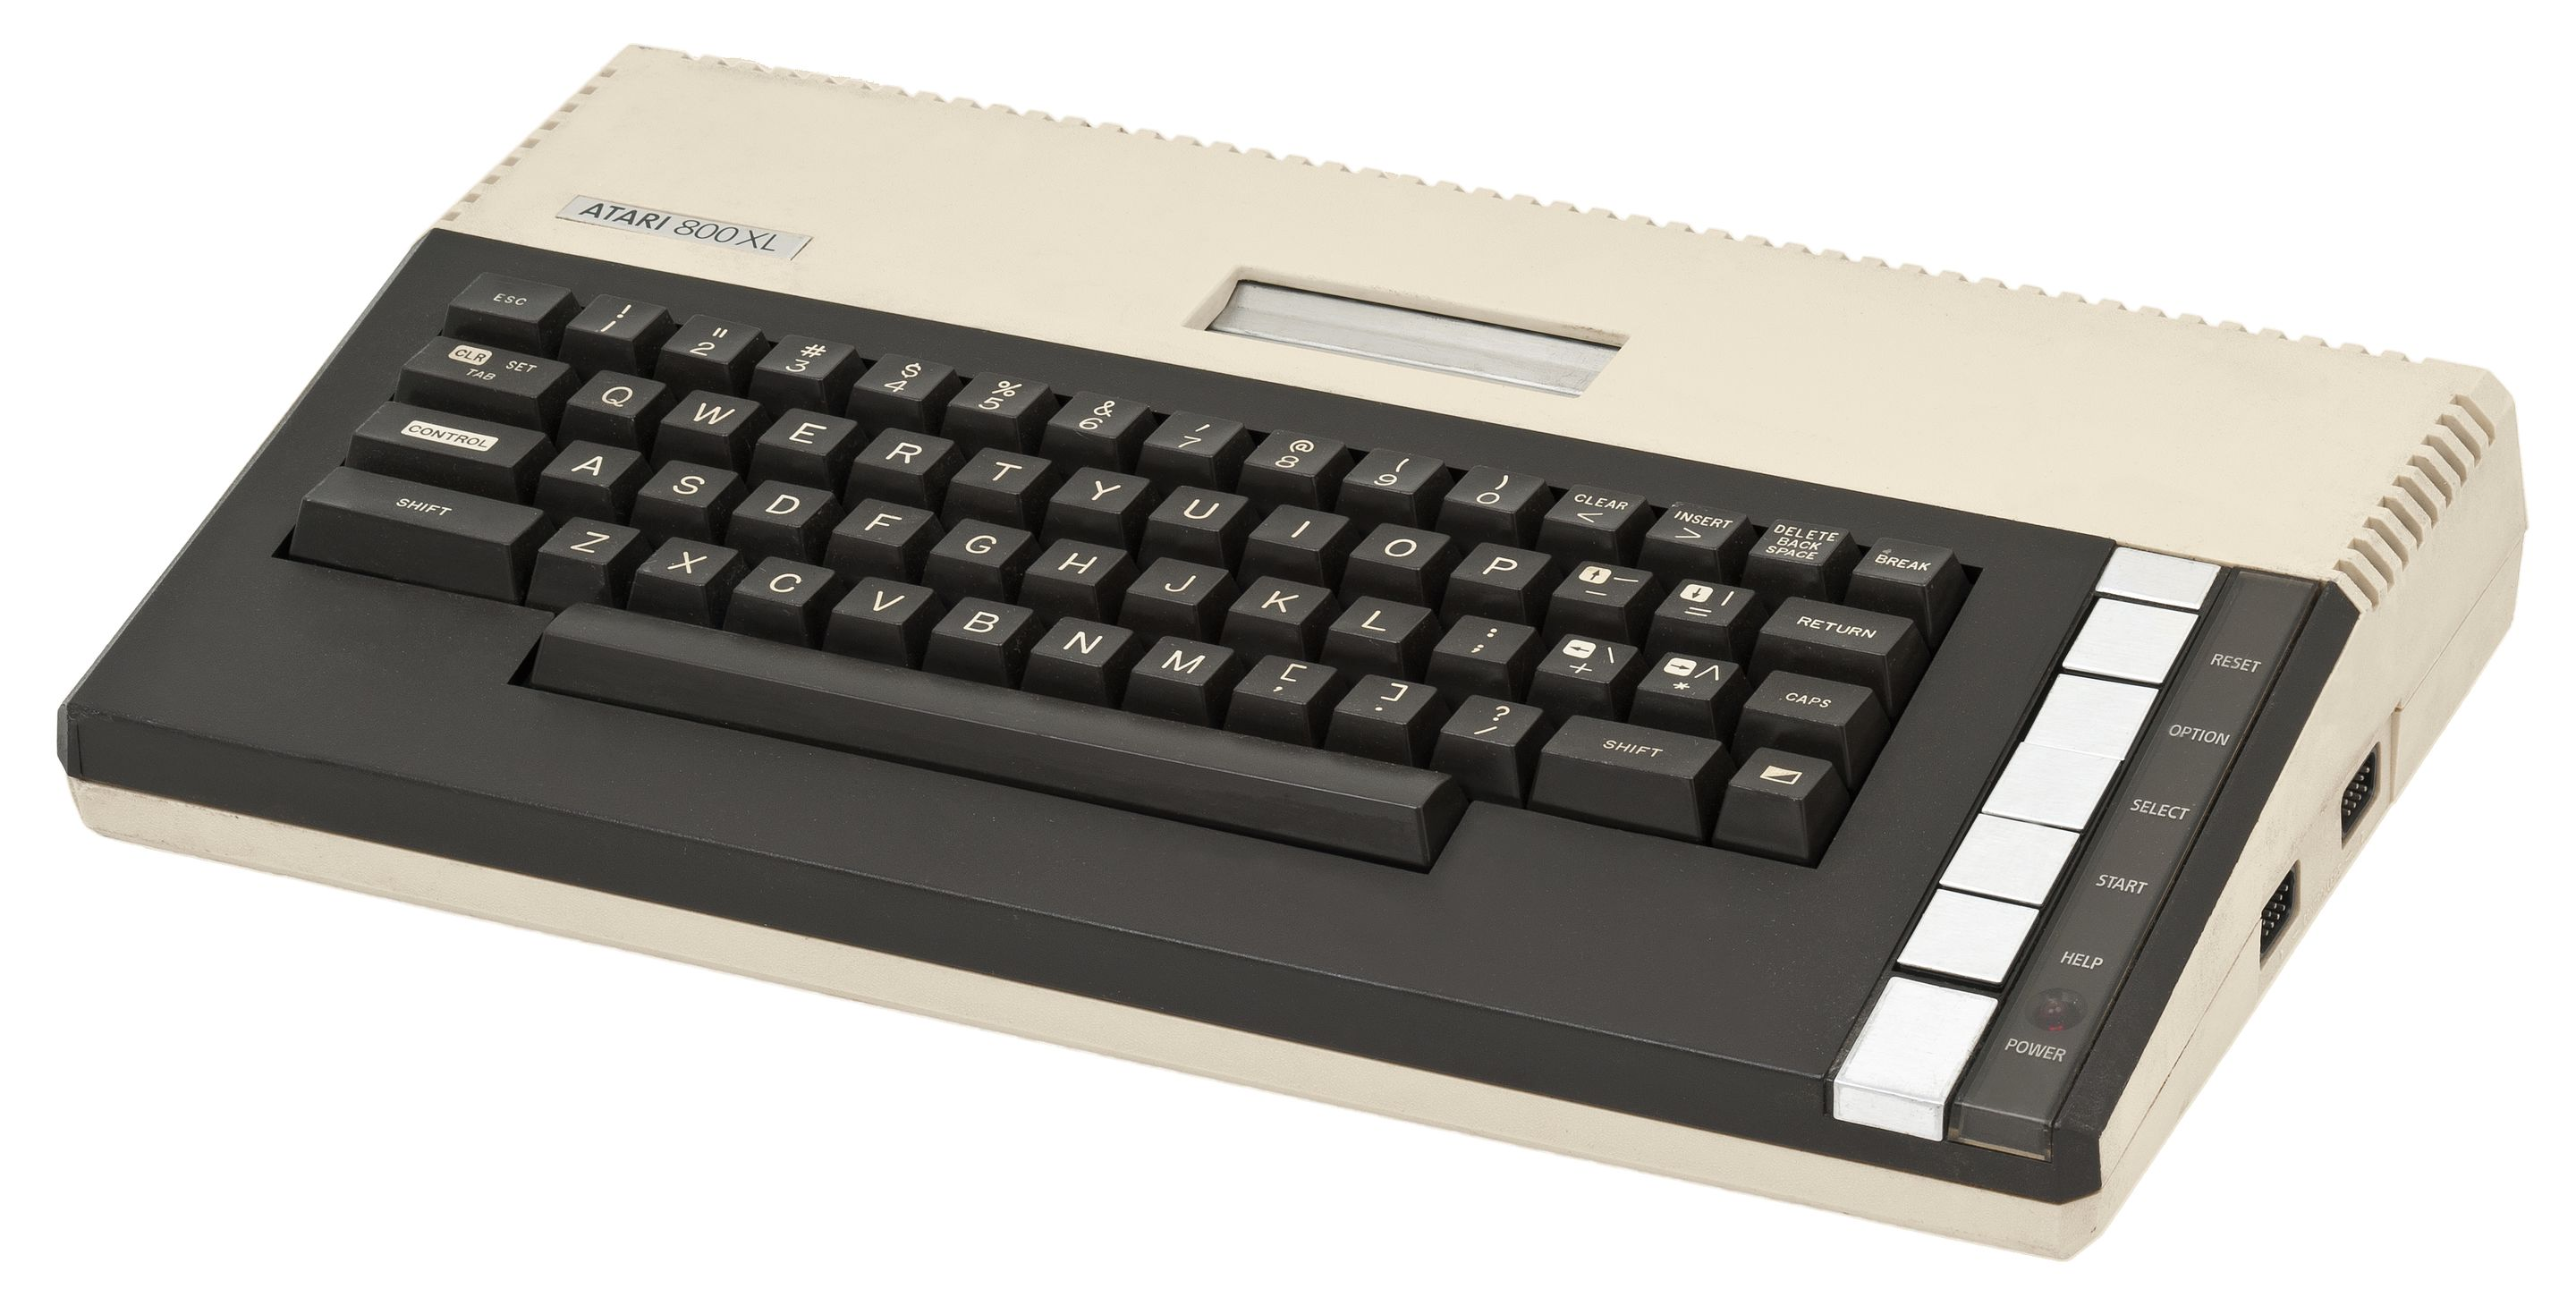 ATARI 800XL
ESC ! 1 " 2 # 3 $ 4 % 5 & 6 ' 7 @ 8 ( 9 ) 0 CLEAR < INSERT > DELETE BACK SPACE BREAK
CLR SET TAB Q W E R T Y U I O P ↑ — _ ↓ | = RETURN
CONTROL A S D F G H J K L : ; ← \ + → ^ * CAPS
SHIFT Z X C V B N M [ , ] . ? / SHIFT
RESET
OPTION
SELECT
START
HELP
POWER